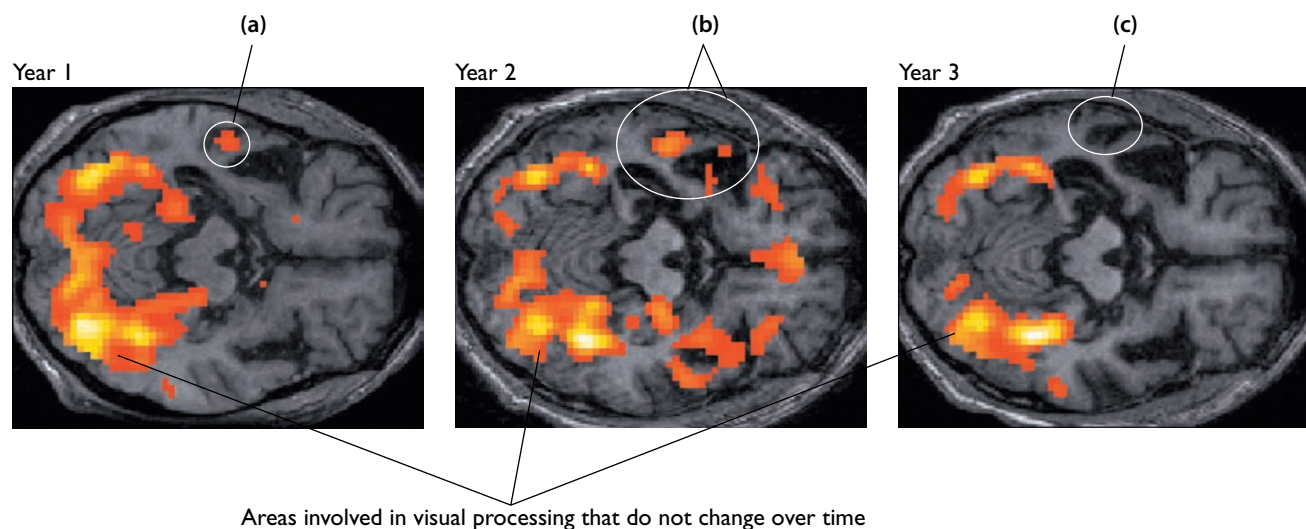 (a)
(b)
(c)
Year 1
Year 2
Year 3
Areas involved in visual processing that do not change over time